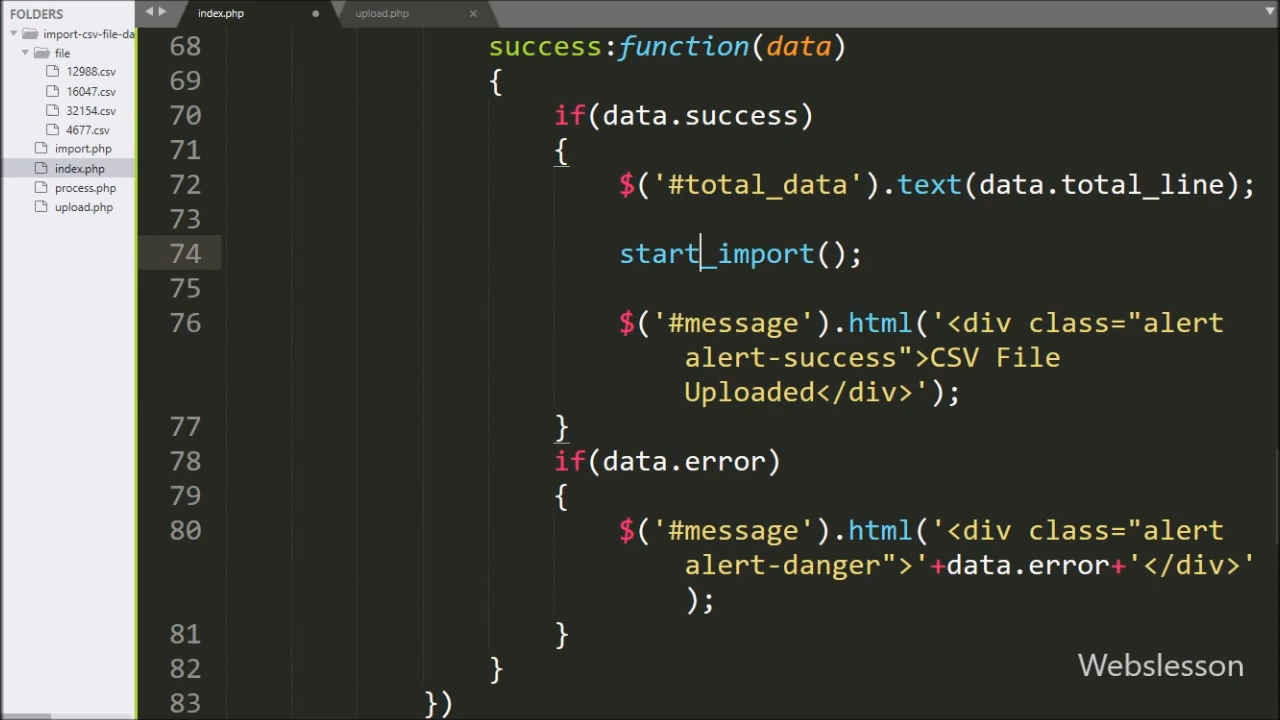 FOLDERS
import-csv-file-da
file
12988.csv
16047.csv
32154.csv
4677.csv
import.php
index.php
process.php
upload.php
index.php
upload.php
68 success:function(data)
69 {
70 if(data.success)
71 {
72 $('#total_data').text(data.total_line);
73
74 start_import();
75
76 $('#message').html('<div class="alert
alert-success">CSV File
Uploaded</div>');
77 }
78 if(data.error)
79 {
80 $('#message').html('<div class="alert
alert-danger">'+data.error+'</div>'
);
81 }
82 }
83 })
Webslesson